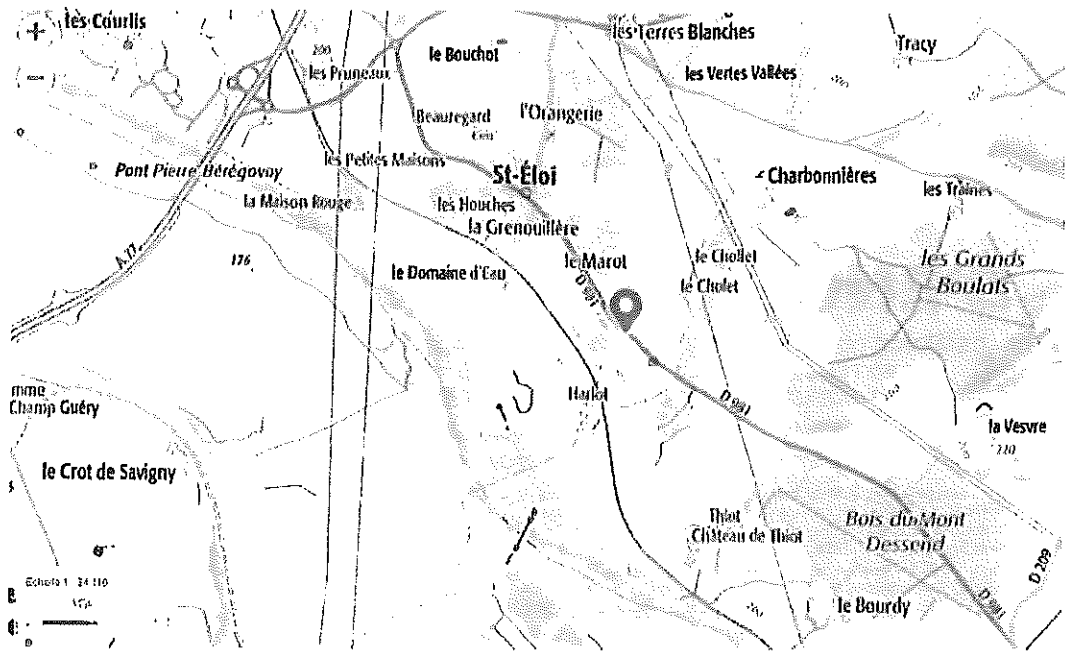 les Courlis
les Terres Blanches
Tracy
le Bouchot
200
les Pruneaux
les Vertes Vallées
Beauregard
l'Orangerie
Pont Pierre Bérégovoy
les Petites Maisons
St-Éloi
Charbonnières
les Traînes
la Maison Rouge
les Houches
la Grenouillère
A 77
176
le Domaine d'Eau
le Marot
le Chollet
le Cholet
les Grands
Boulats
D 981
Harlot
D 981
Champ Guéry
la Vesvre
220
le Crot de Savigny
Thiot
Château de Thiot
Bois du Mont
Dessend
D 209
D 981
le Bourdy